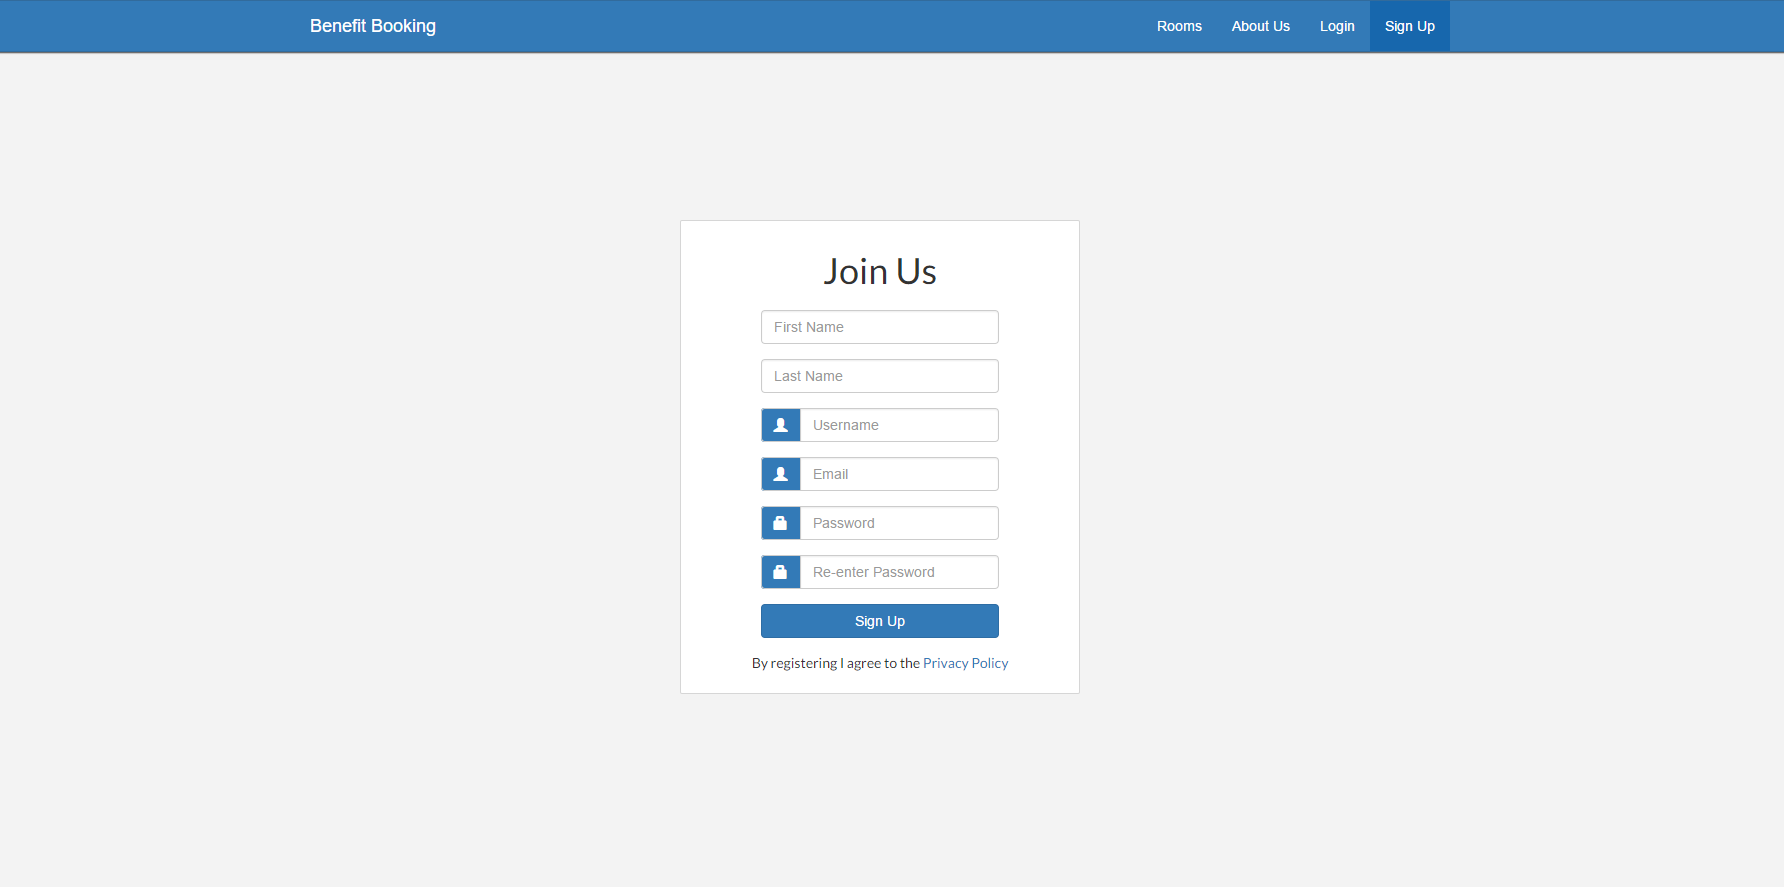 Benefit Booking Rooms About Us Login Sign Up
Join Us
First Name
Last Name
Username
Email
Password
Re-enter Password
Sign Up
By registering I agree to the Privacy Policy